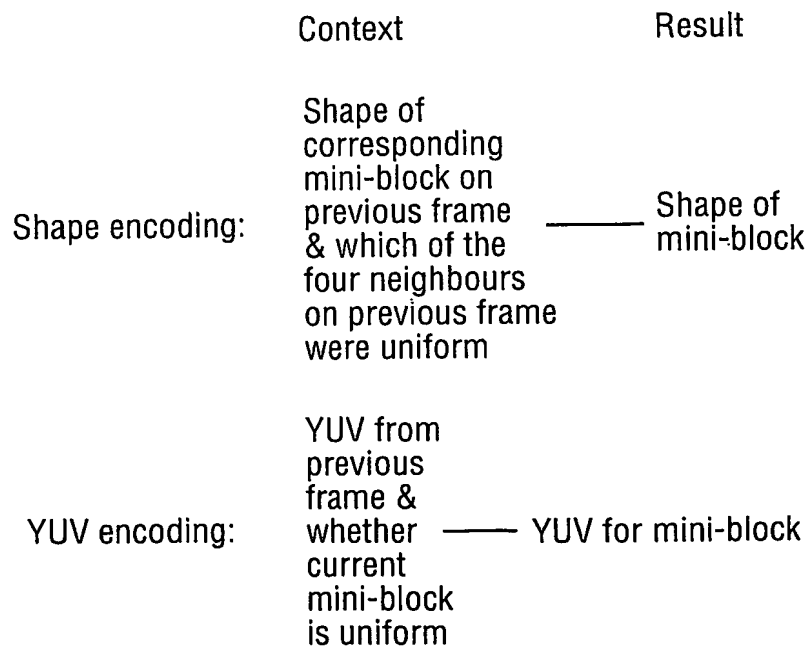 Context Result
Shape of
corresponding
mini-block on
previous frame
& which of the
four neighbours
on previous frame
were uniform
Shape encoding:
Shape of
mini-block
YUV from
previous
frame &
whether
current
mini-block
is uniform
YUV encoding:
YUV for mini-block